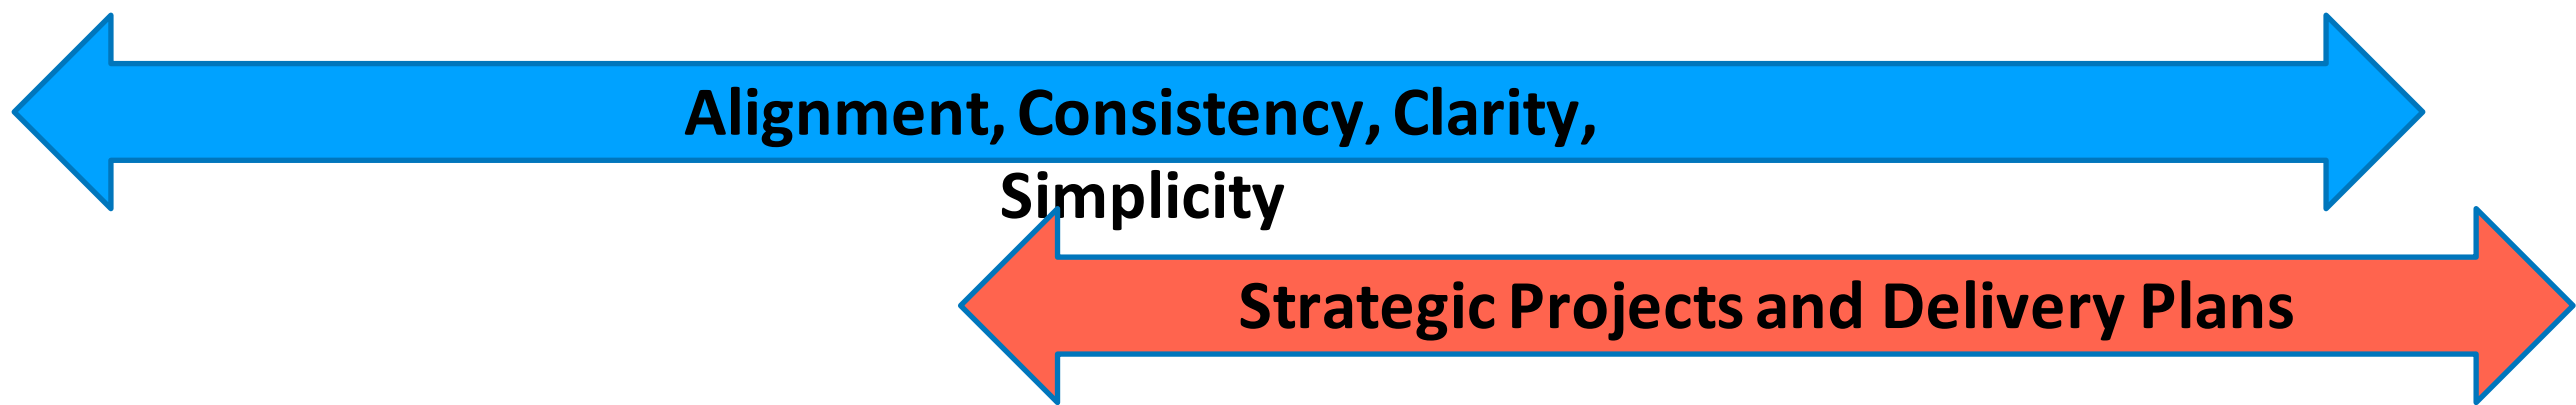 Alignment, Consistency, Clarity,
Simplicity
Strategic Projects and Delivery Plans